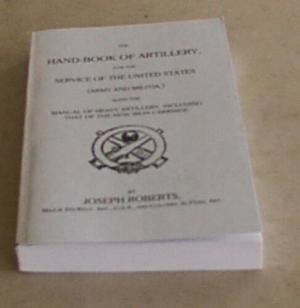 THE
HAND-BOOK OF ARTILLERY,
FOR THE
SERVICE OF THE UNITED STATES
(ARMY AND MILITIA,)
WITH THE
MANUAL OF HEAVY ARTILLERY, INCLUDING
THAT OF THE NEW IRON CARRIAGE.
BY
JOSEPH ROBERTS,